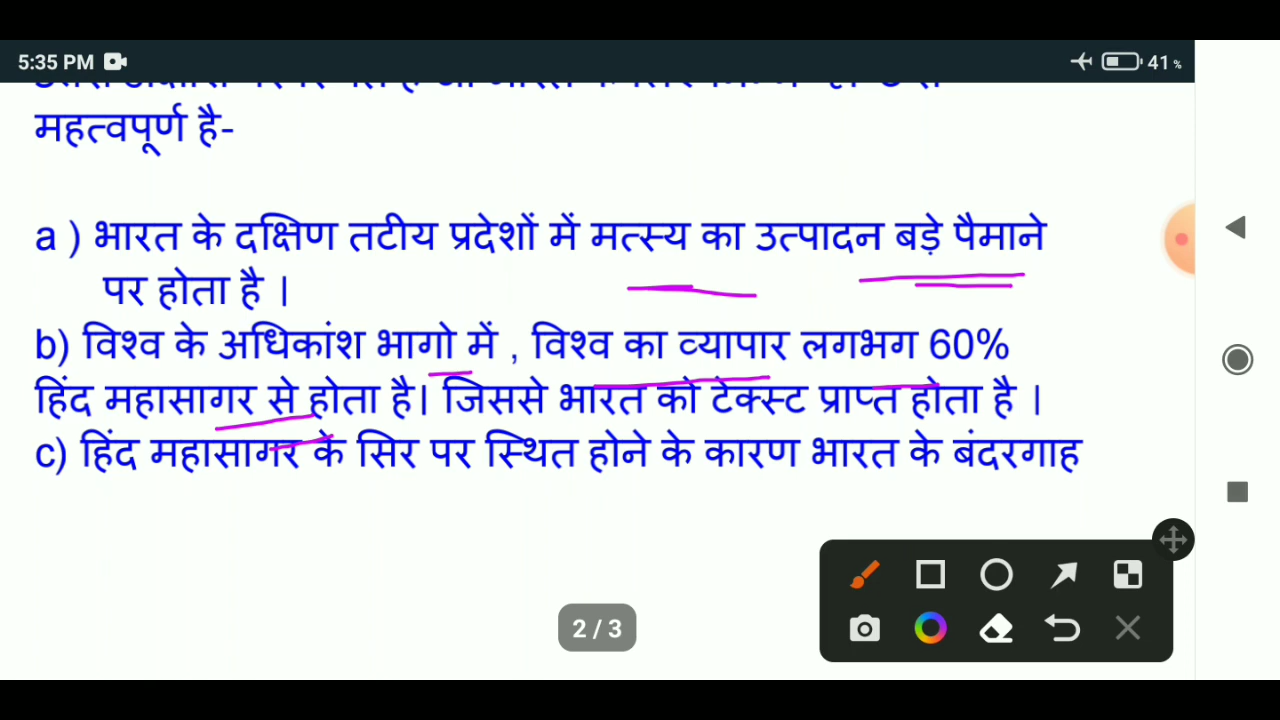 5:35 PM
41%
महत्वपूर्ण है-
a ) भारत के दक्षिण तटीय प्रदेशों में मत्स्य का उत्पादन बड़े पैमाने
पर होता है ।
b) विश्व के अधिकांश भागो में , विश्व का व्यापार लगभग 60%
हिंद महासागर से होता है। जिससे भारत को टेक्स्ट प्राप्त होता है ।
c) हिंद महासागर के सिर पर स्थित होने के कारण भारत के बंदरगाह
2 / 3